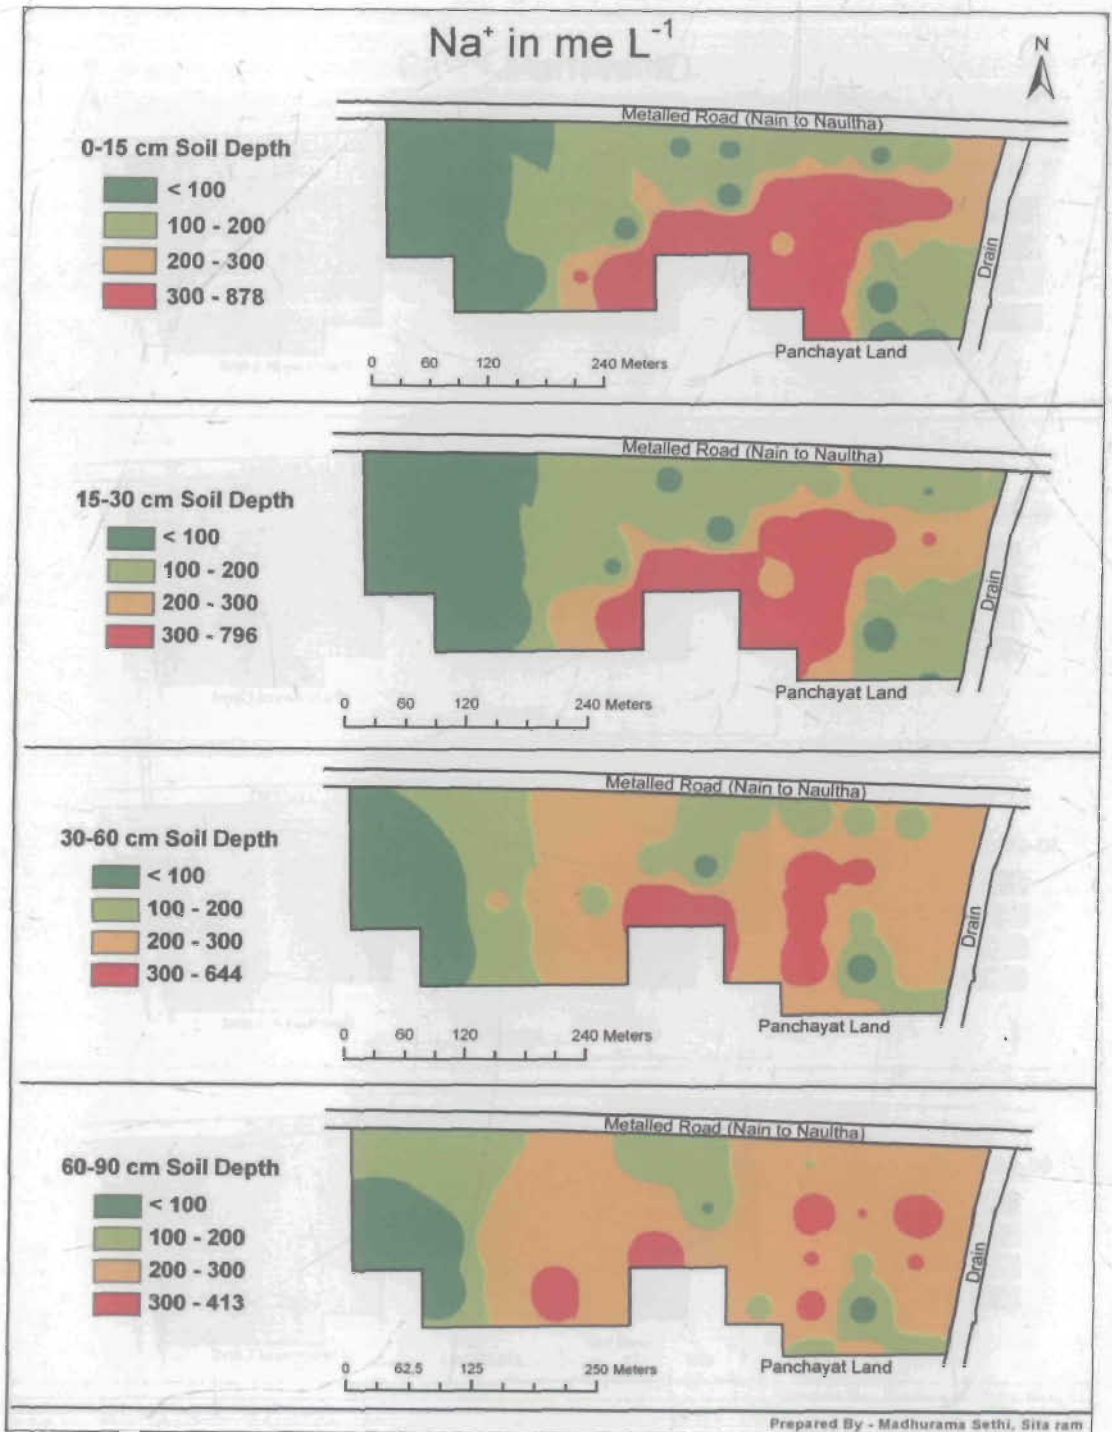 Na⁺ in me L⁻¹
N
Metalled Road (Nain to Naultha)
0-15 cm Soil Depth
< 100
100 - 200
200 - 300
300 - 878
Drain
Panchayat Land
0 60 120 240 Meters
Metalled Road (Nain to Naultha)
15-30 cm Soil Depth
< 100
100 - 200
200 - 300
300 - 796
Drain
Panchayat Land
0 60 120 240 Meters
Metalled Road (Nain to Naultha)
30-60 cm Soil Depth
< 100
100 - 200
200 - 300
300 - 644
Drain
Panchayat Land
0 60 120 240 Meters
Metalled Road (Nain to Naultha)
60-90 cm Soil Depth
< 100
100 - 200
200 - 300
300 - 413
Drain
Panchayat Land
0 62.5 125 250 Meters
Prepared By - Madhurama Sethi, Sita ram